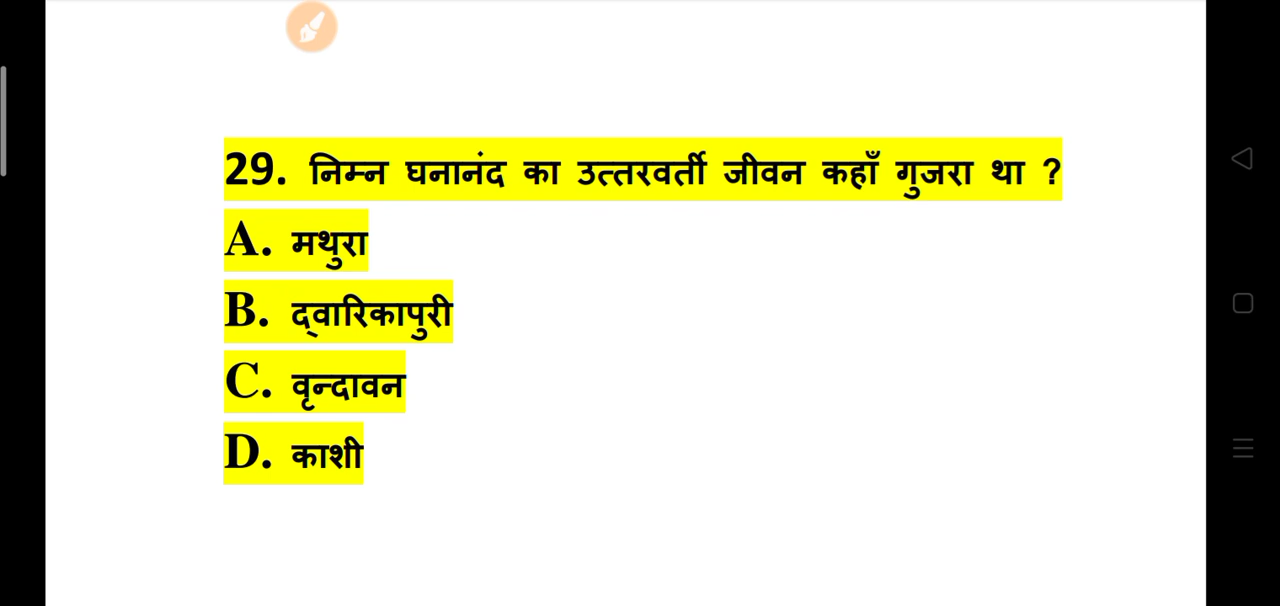 29. निम्न घनानंद का उत्तरवर्ती जीवन कहाँ गुजरा था ?
A. मथुरा
B. द्वारिकापुरी
C. वृन्दावन
D. काशी